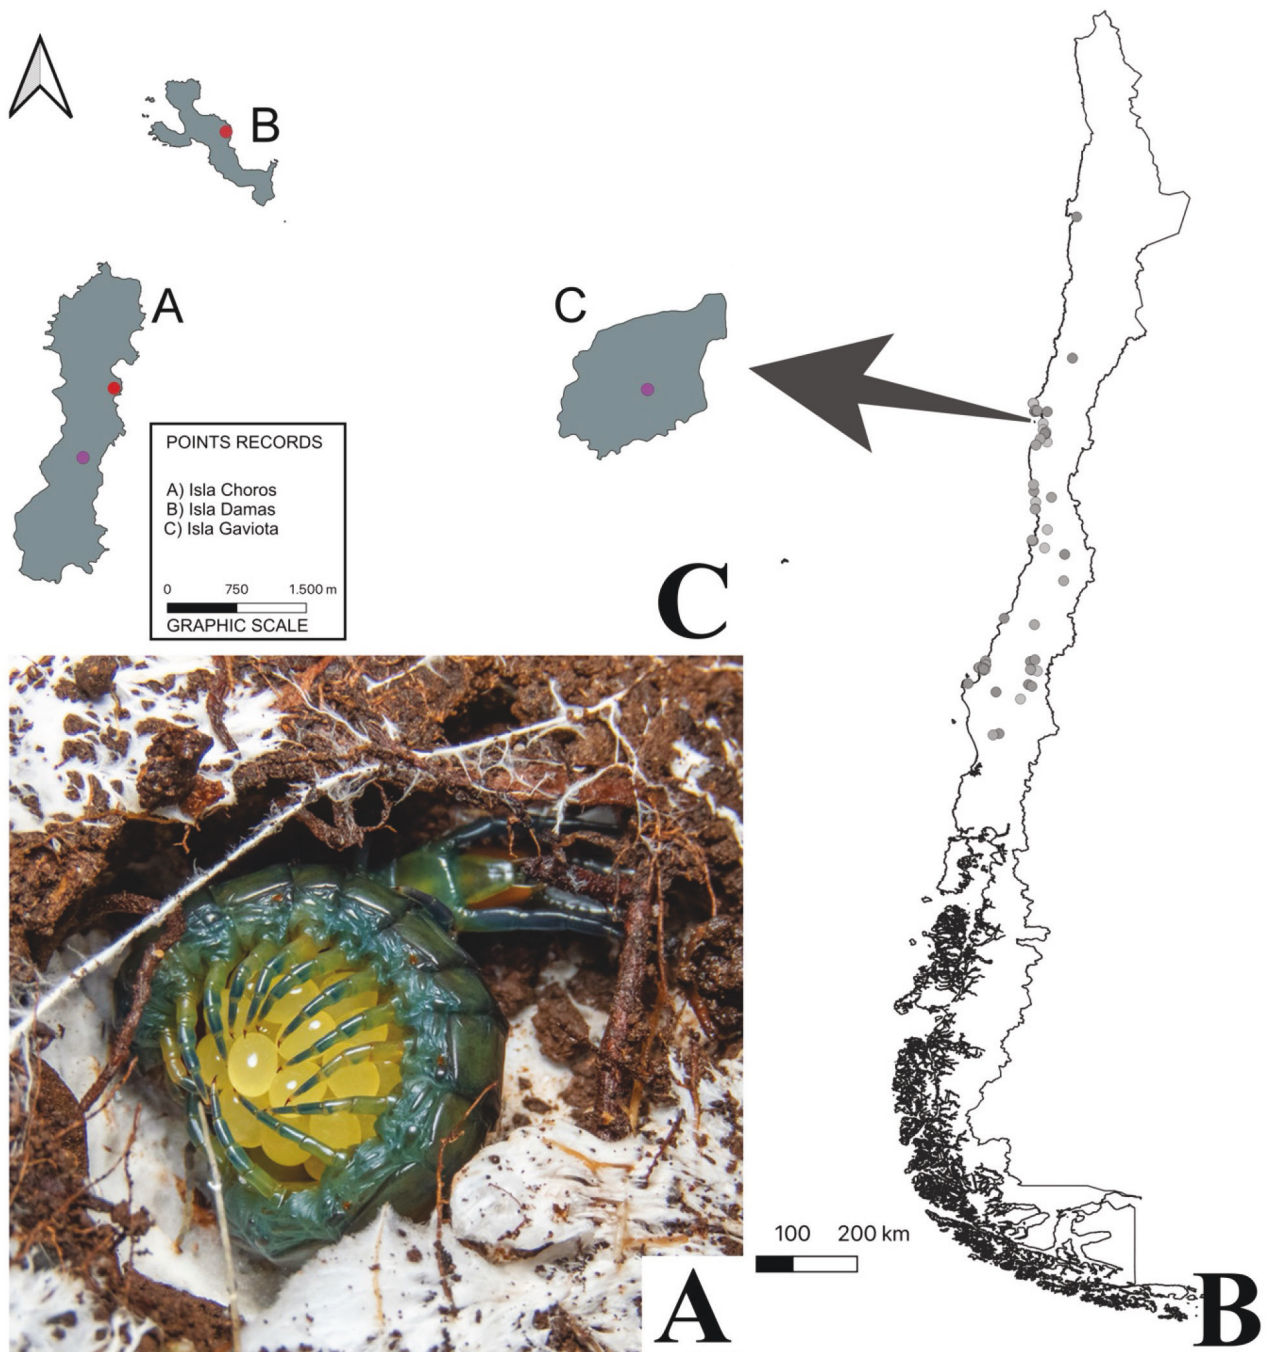 B
A
C
POINTS RECORDS
A) Isla Choros
B) Isla Damas
C) Isla Gaviota
0 750 1.500 m
GRAPHIC SCALE
C
100 200 km
A
B